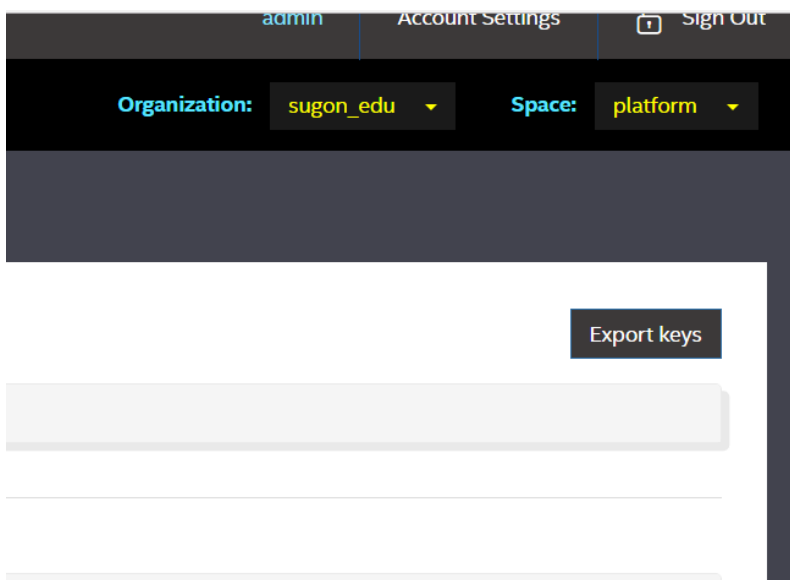 admin Account Settings Sign Out
Organization: sugon_edu Space: platform
Export keys